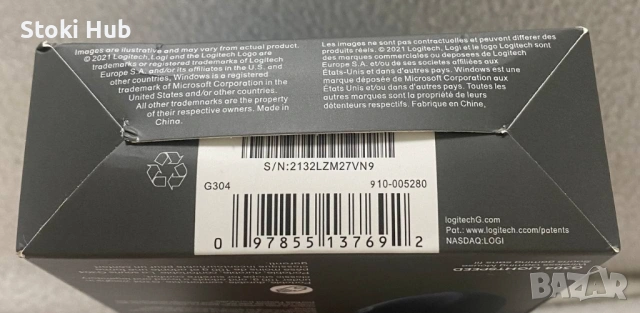 Stoki Hub
Images are illustrative and may vary from actual product.
© 2021 Logitech, Logi and the Logitech Logo are
trademarks or registered trademarks of Logitech
Europe S.A. and/or its affiliates in the U.S. and
other countries, Windows is a registered
trademark of Microsoft Corporation in the
United States and/or other countries.
All other trademnarks are the property
of their respective owners. Made in
China.
Les images ne sont pas contractuelles et peuvent différer des
produits réels. © 2021 Logitech, Logi et le logo Logitech sont
des marques commerciales ou déposées de Logitech
Europe S.A. et/ou de ses sociétes affiliées aux
États-Unis et dans d'autres pays. Windows est une
marque déposée de Microsoft Corporation aux
États Unis et/ou dans d'autres pays. Toutes les
autres marques sont la propriété de leurs
détenteurs respectifs. Fabrique en Chine,
S/N:2132LZM27VN9
G304 910-005280
0 97855 13769 2
logitechG.com
Pat.: www.logitech.com/patents
NASDAQ:LOGI
G304 LIGHTSPEED
bazar